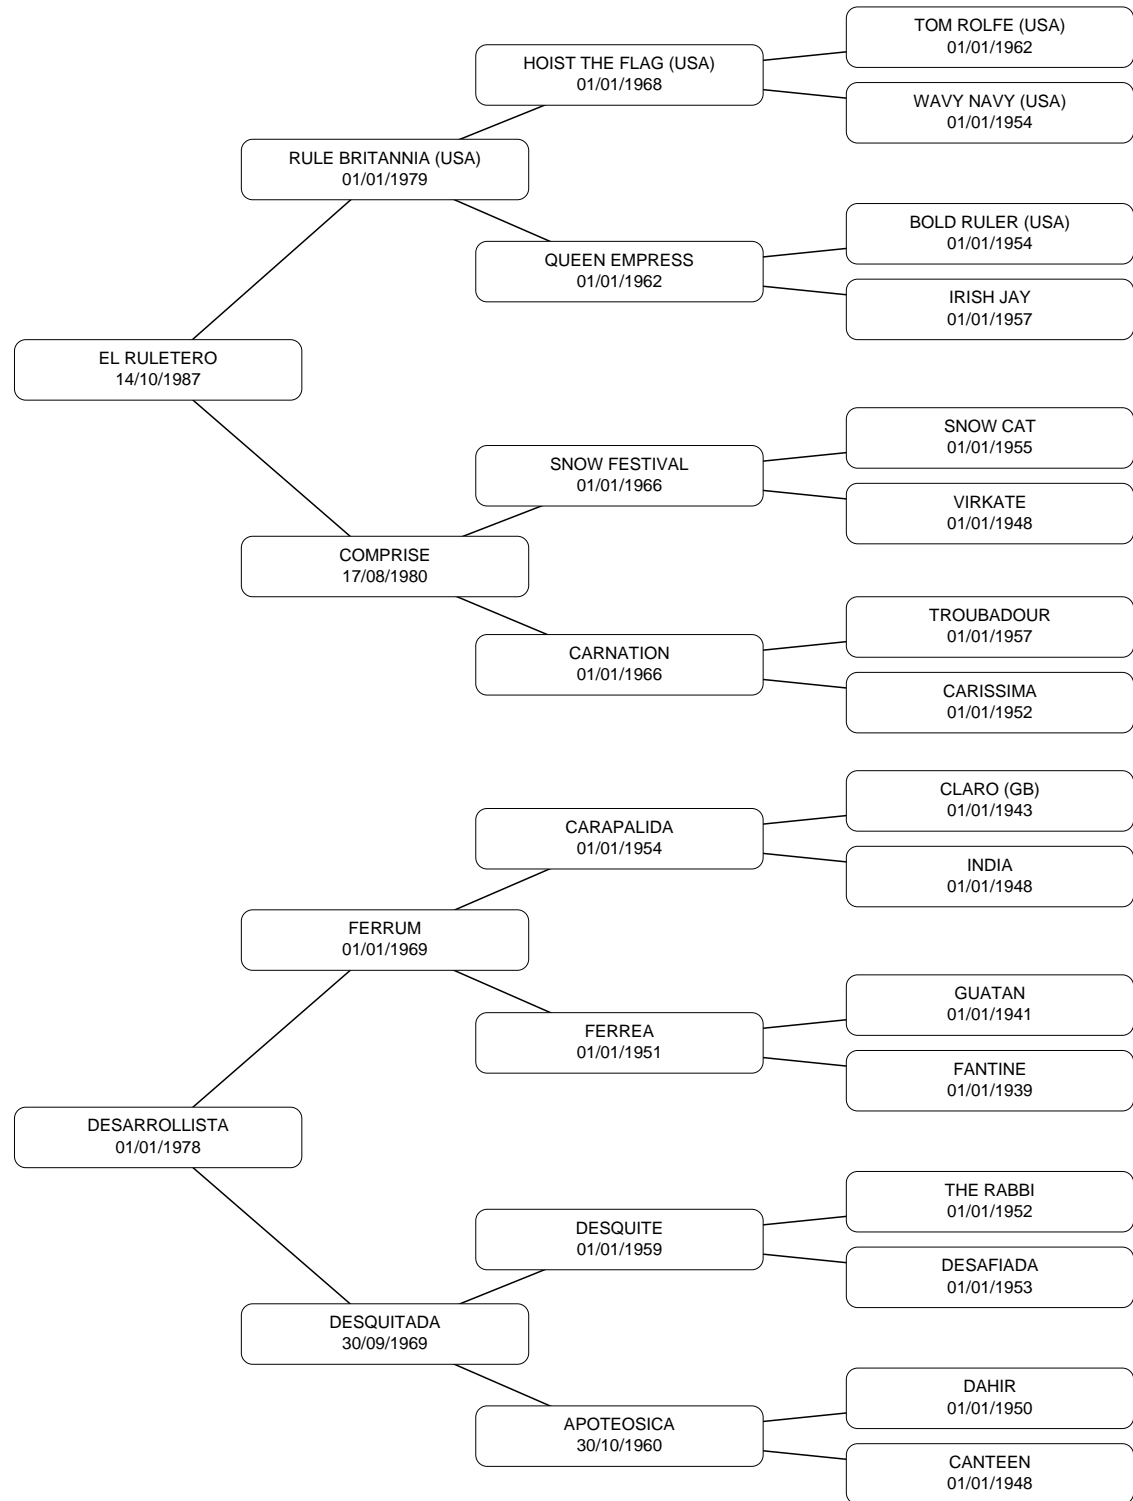 TOM ROLFE (USA)
01/01/1962
HOIST THE FLAG (USA)
01/01/1968
WAVY NAVY (USA)
01/01/1954
RULE BRITANNIA (USA)
01/01/1979
BOLD RULER (USA)
01/01/1954
QUEEN EMPRESS
01/01/1962
IRISH JAY
01/01/1957
EL RULETERO
14/10/1987
SNOW CAT
01/01/1955
SNOW FESTIVAL
01/01/1966
VIRKATE
01/01/1948
COMPRISE
17/08/1980
TROUBADOUR
01/01/1957
CARNATION
01/01/1966
CARISSIMA
01/01/1952
CLARO (GB)
01/01/1943
CARAPALIDA
01/01/1954
INDIA
01/01/1948
FERRUM
01/01/1969
GUATAN
01/01/1941
FERREA
01/01/1951
FANTINE
01/01/1939
DESARROLLISTA
01/01/1978
THE RABBI
01/01/1952
DESQUITE
01/01/1959
DESAFIADA
01/01/1953
DESQUITADA
30/09/1969
DAHIR
01/01/1950
APOTEOSICA
30/10/1960
CANTEEN
01/01/1948